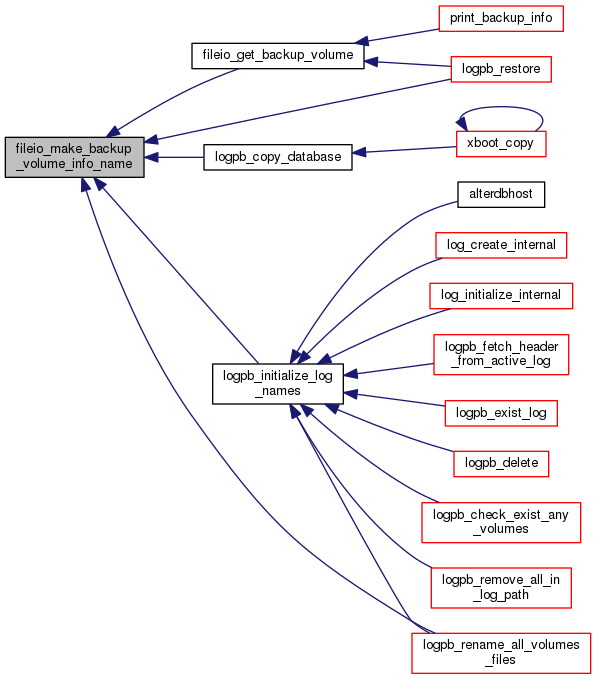 print_backup_info
fileio_get_backup_volume
logpb_restore
fileio_make_backup
_volume_info_name
logpb_copy_database
xboot_copy
alterdbhost
log_create_internal
log_initialize_internal
logpb_fetch_header
_from_active_log
logpb_initialize_log
_names
logpb_exist_log
logpb_delete
logpb_check_exist_any
_volumes
logpb_remove_all_in
_log_path
logpb_rename_all_volumes
_files